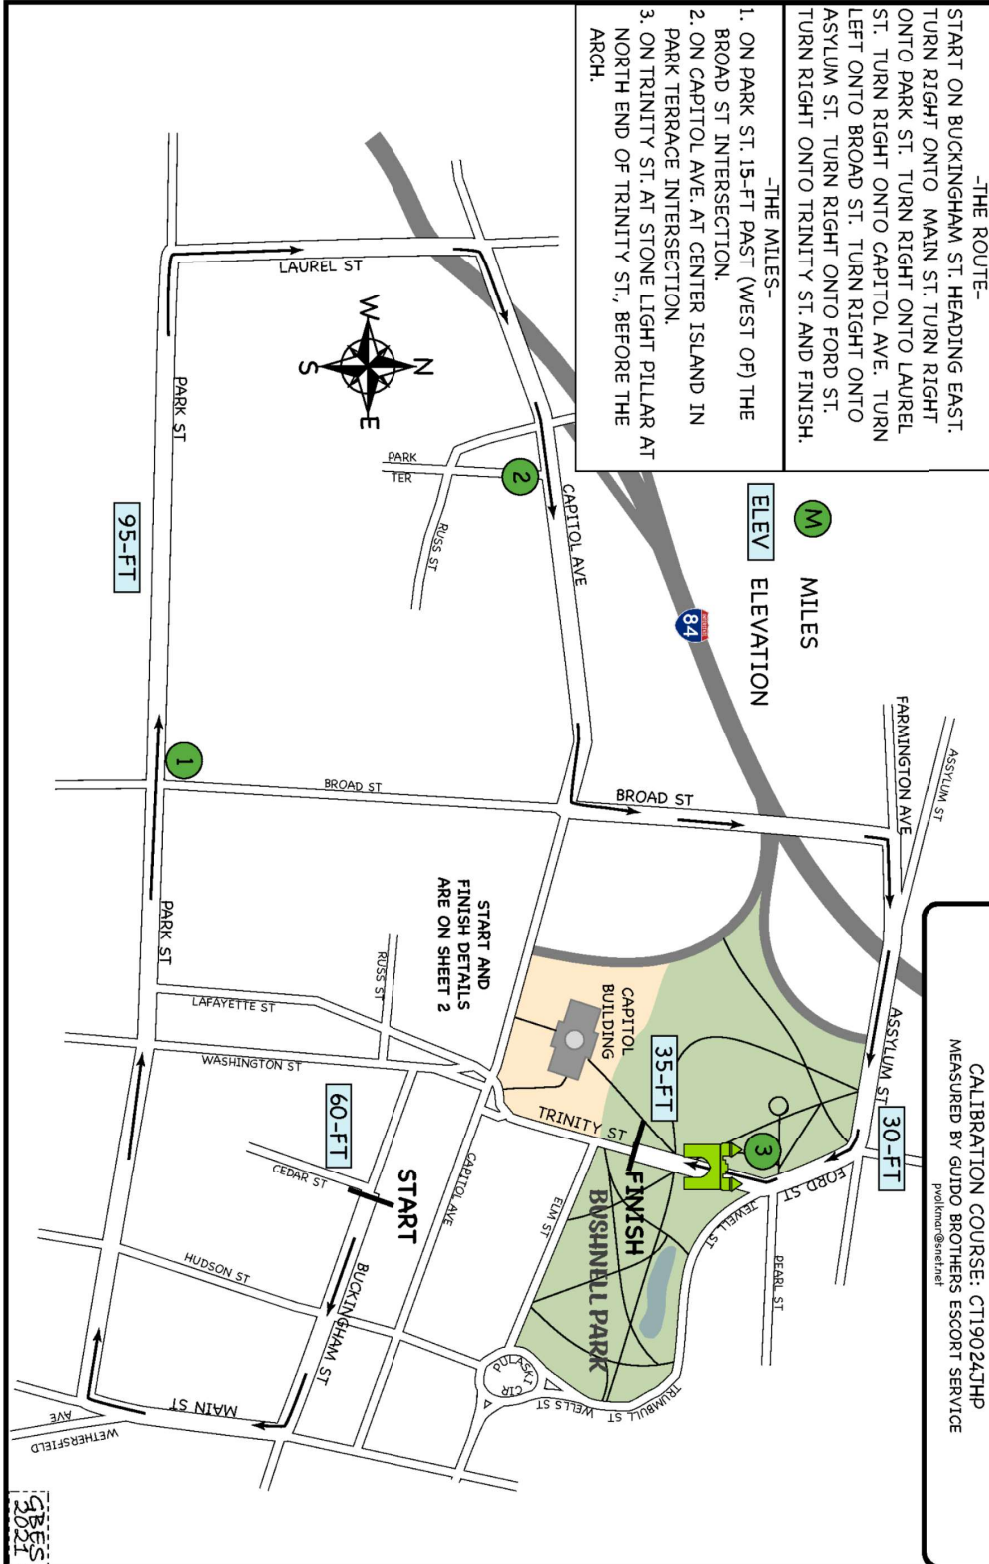 -THE ROUTE-
START ON BUCKINGHAM ST. HEADING EAST.
TURN RIGHT ONTO MAIN ST. TURN RIGHT
ONTO PARK ST. TURN RIGHT ONTO LAUREL
ST. TURN RIGHT ONTO CAPITOL AVE. TURN
LEFT ONTO BROAD ST. TURN RIGHT ONTO
ASYLUM ST. TURN RIGHT ONTO FORD ST.
TURN RIGHT ONTO TRINITY ST. AND FINISH.
-THE MILES-
1. ON PARK ST. 15-FT PAST (WEST OF) THE
BROAD ST INTERSECTION.
2. ON CAPITOL AVE. AT CENTER ISLAND IN
PARK TERRACE INTERSECTION.
3. ON TRINITY ST. AT STONE LIGHT PILLAR AT
NORTH END OF TRINITY ST., BEFORE THE
ARCH.
M MILES
ELEV ELEVATION
CALIBRATION COURSE: CT19024JHP
MEASURED BY GUIDO BROTHERS ESCORT SERVICE
pvolkman@snet.net
ASSYLUM ST
FARMINGTON AVE
84
BROAD ST
ASSYLUM ST
30-FT
FORD ST
JEWELL ST
PEARL ST
TRUMBULL ST
WELLS ST
PULASKI
CIR
3
35-FT
FINISH
BUSHNELL PARK
CAPITOL
BUILDING
TRINITY ST
ELM ST
CAPITOL AVE
CAPITOL AVE
2
PARK
TER
RUSS ST
N
W
E
S
LAUREL ST
PARK ST
95-FT
1
BROAD ST
START AND
FINISH DETAILS
ARE ON SHEET 2
RUSS ST
PARK ST
LAFAYETTE ST
WASHINGTON ST
60-FT
START
CEDAR ST
HUDSON ST
BUCKINGHAM ST
MAIN ST
WETHERSFIELD
AVE
GBES
2021